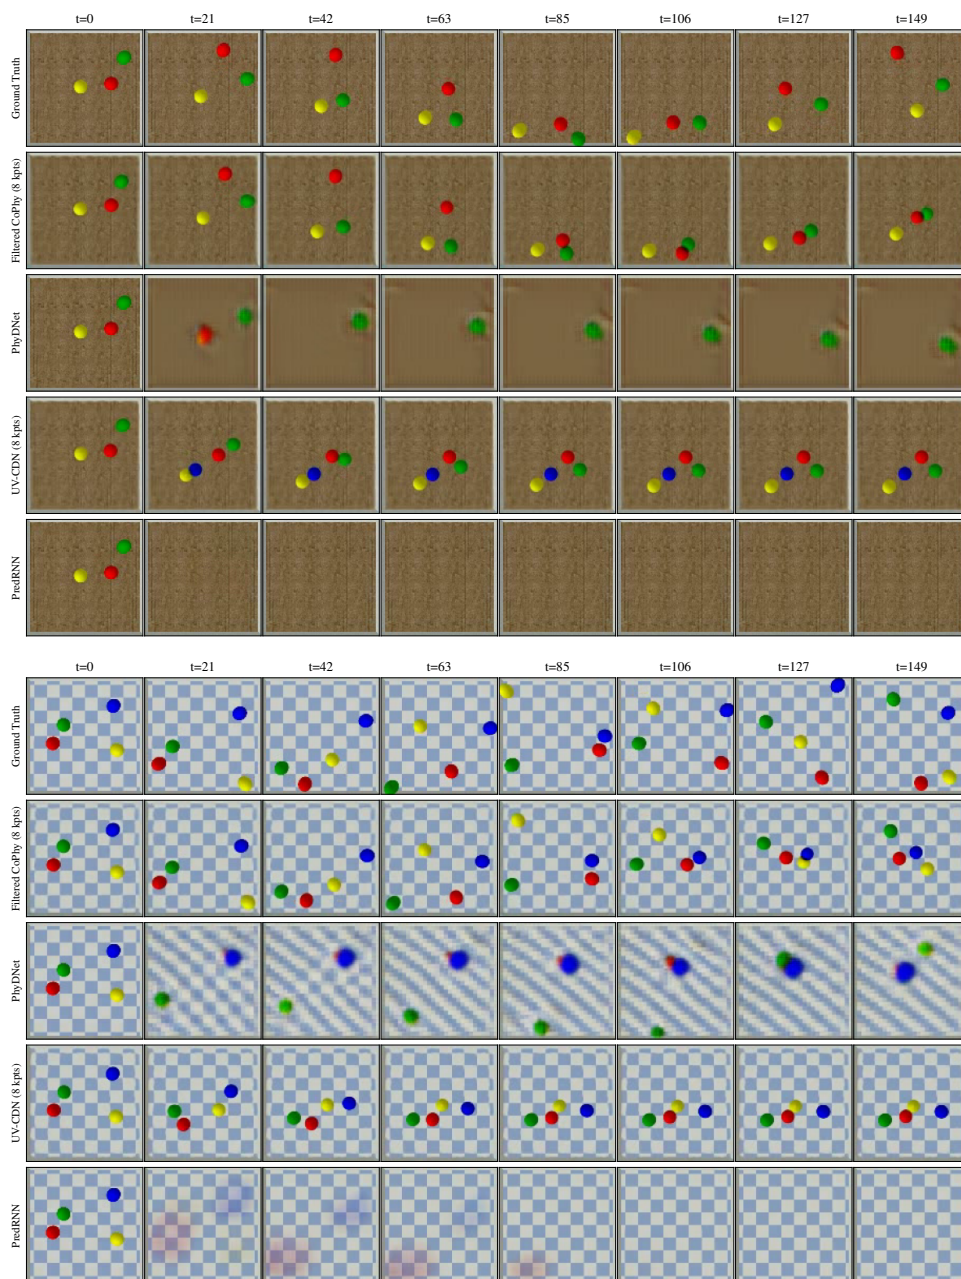 t=0 t=21 t=42 t=63 t=85 t=106 t=127 t=149
Ground Truth
Filtered CoPhy (8 kpts)
PhyDNet
UV-CDN (8 kpts)
PredRNN
t=0 t=21 t=42 t=63 t=85 t=106 t=127 t=149
Ground Truth
Filtered CoPhy (8 kpts)
PhyDNet
UV-CDN (8 kpts)
PredRNN